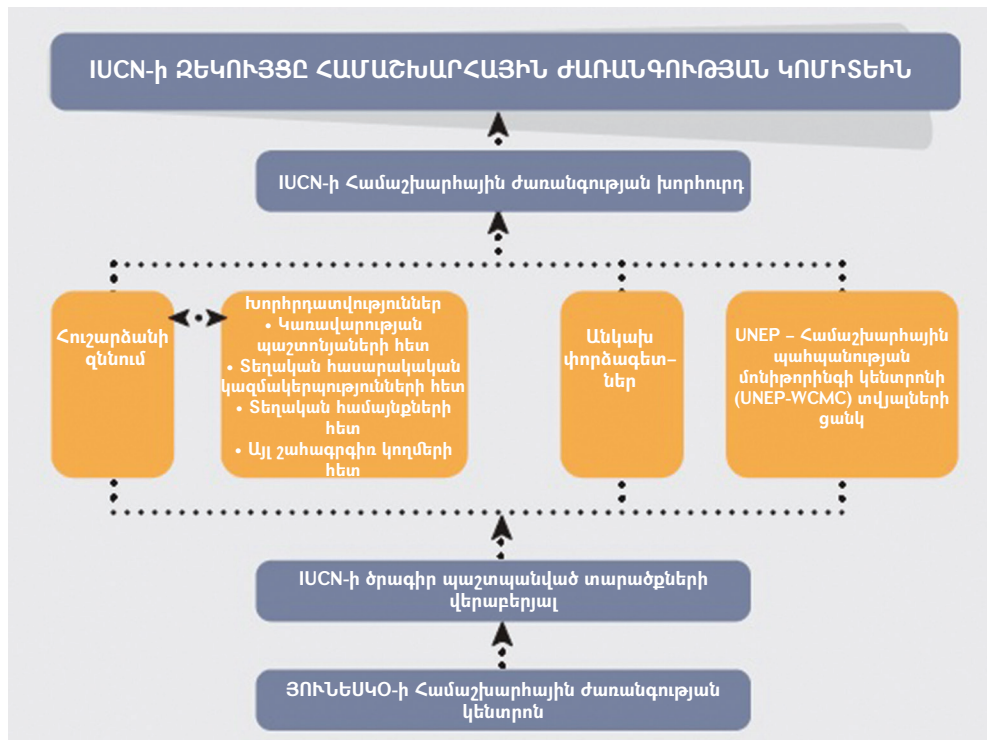 IUCN-ի ԶԵԿՈՒՅՑԸ ՀԱՄԱՇԽԱՐՀԱՅԻՆ ԺԱՌԱՆԳՈՒԹՅԱՆ ԿՈՄԻՏԵԻՆ
IUCN-ի Համաշխարհային ժառանգության խորհուրդ
Հուշարձանի
զննում
Խորհրդատվություններ
• Կառավարության
պաշտոնյաների հետ
• Տեղական հասարակական
կազմակերպությունների հետ
• Տեղական համայնքների
հետ
• Այլ շահագրգիռ կողմերի
հետ
Անկախ
փորձագետ–
ներ
UNEP – Համաշխարհային
պահպանության
մոնիթորինգի կենտրոնի
(UNEP-WCMC) տվյալների
ցանկ
IUCN-ի ծրագիր պաշտպանված տարածքների
վերաբերյալ
ՅՈՒՆԵՍԿՕ-ի Համաշխարհային ժառանգության
կենտրոն